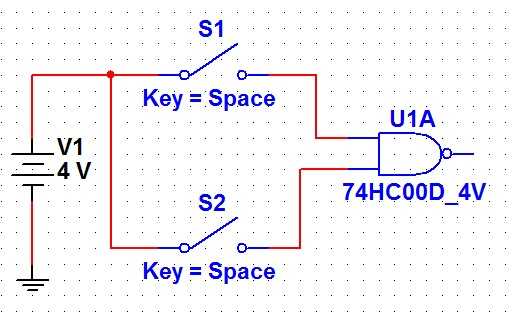 S1
Key = Space
U1A
V1
4 V
74HC00D_4V
S2
Key = Space